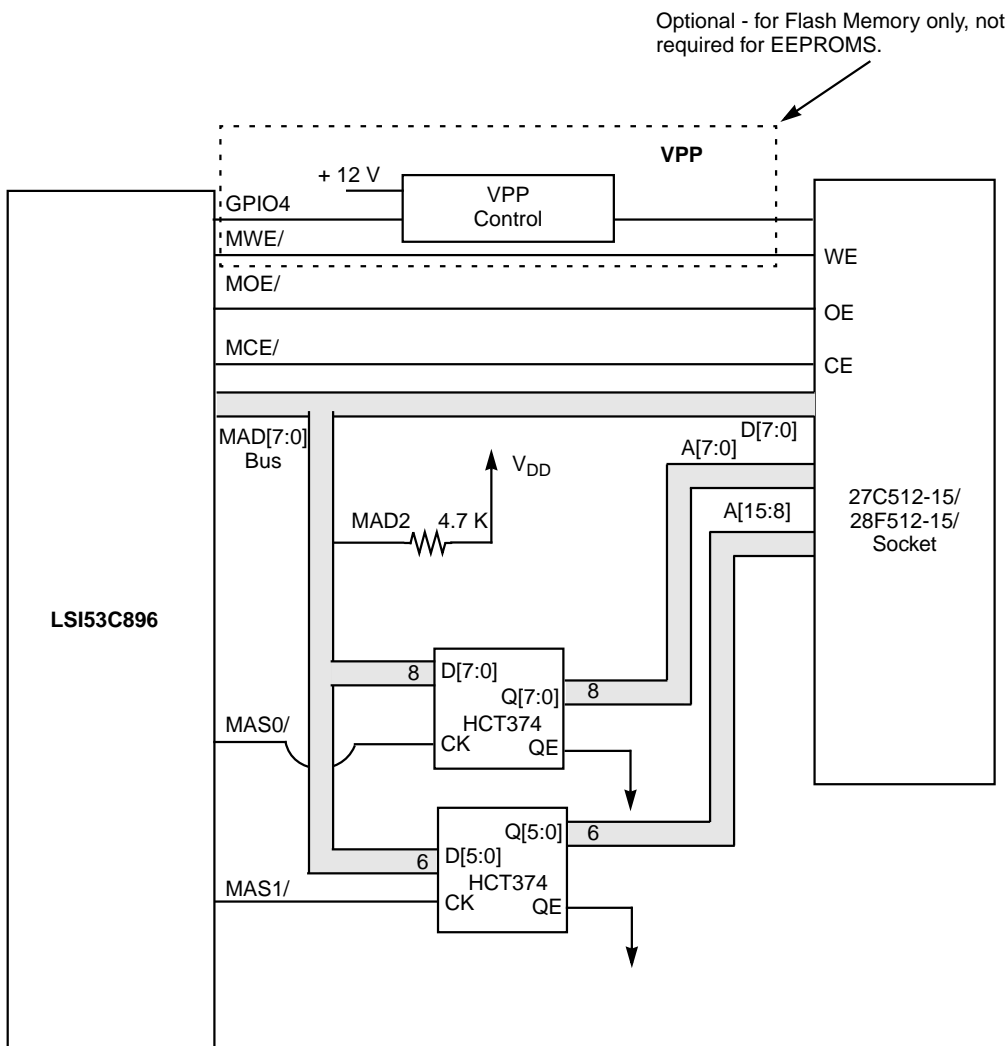 Optional - for Flash Memory only, not
required for EEPROMS.
VPP
+ 12 V
VPP
Control
GPIO4
MWE/
WE
MOE/
OE
MCE/
CE
MAD[7:0]
Bus
D[7:0]
A[7:0]
VDD
MAD2 4.7 K
A[15:8]
27C512-15/
28F512-15/
Socket
LSI53C896
8
D[7:0]
Q[7:0]
8
HCT374
MAS0/
CK
QE
Q[5:0]
6
6
D[5:0]
HCT374
MAS1/
CK
QE